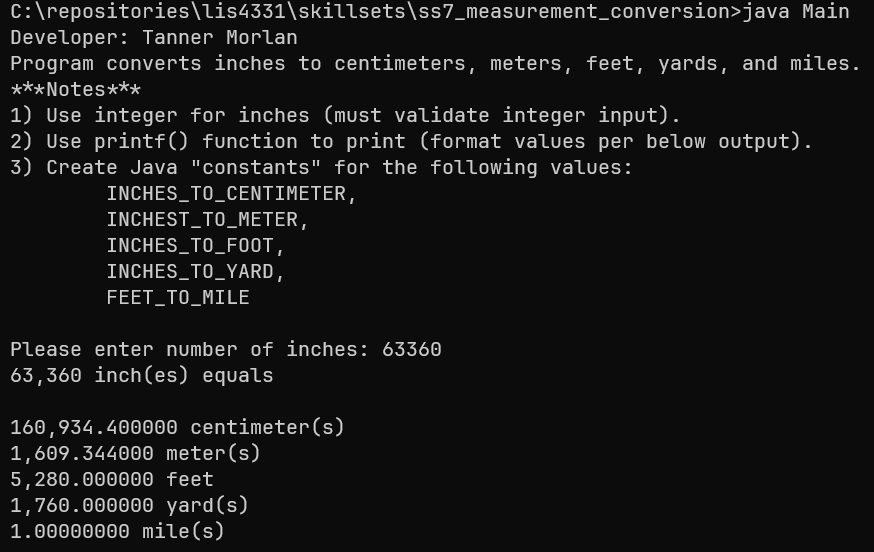 C:\repositories\lis4331\skillsets\ss7_measurement_conversion>java Main
Developer: Tanner Morlan
Program converts inches to centimeters, meters, feet, yards, and miles.
***Notes***
1) Use integer for inches (must validate integer input).
2) Use printf() function to print (format values per below output).
3) Create Java "constants" for the following values:
        INCHES_TO_CENTIMETER,
        INCHEST_TO_METER,
        INCHES_TO_FOOT,
        INCHES_TO_YARD,
        FEET_TO_MILE
Please enter number of inches: 63360
63,360 inch(es) equals
160,934.400000 centimeter(s)
1,609.344000 meter(s)
5,280.000000 feet
1,760.000000 yard(s)
1.00000000 mile(s)